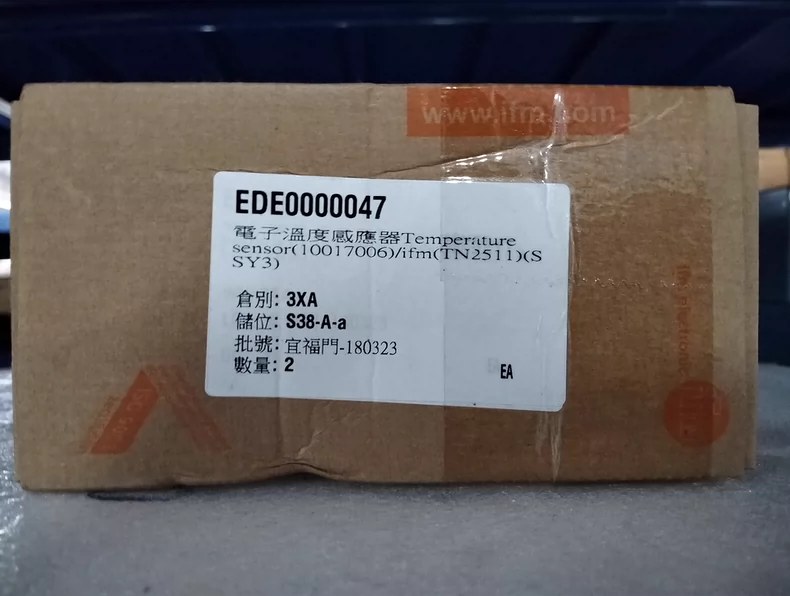 www.ifm.com
EDE0000047
電子溫度感應器Temperature
sensor(10017006)/ifm(TN2511)(S
SY3)
倉別: 3XA
儲位: S38-A-a
批號: 宜福門-180323
數量: 2
EA